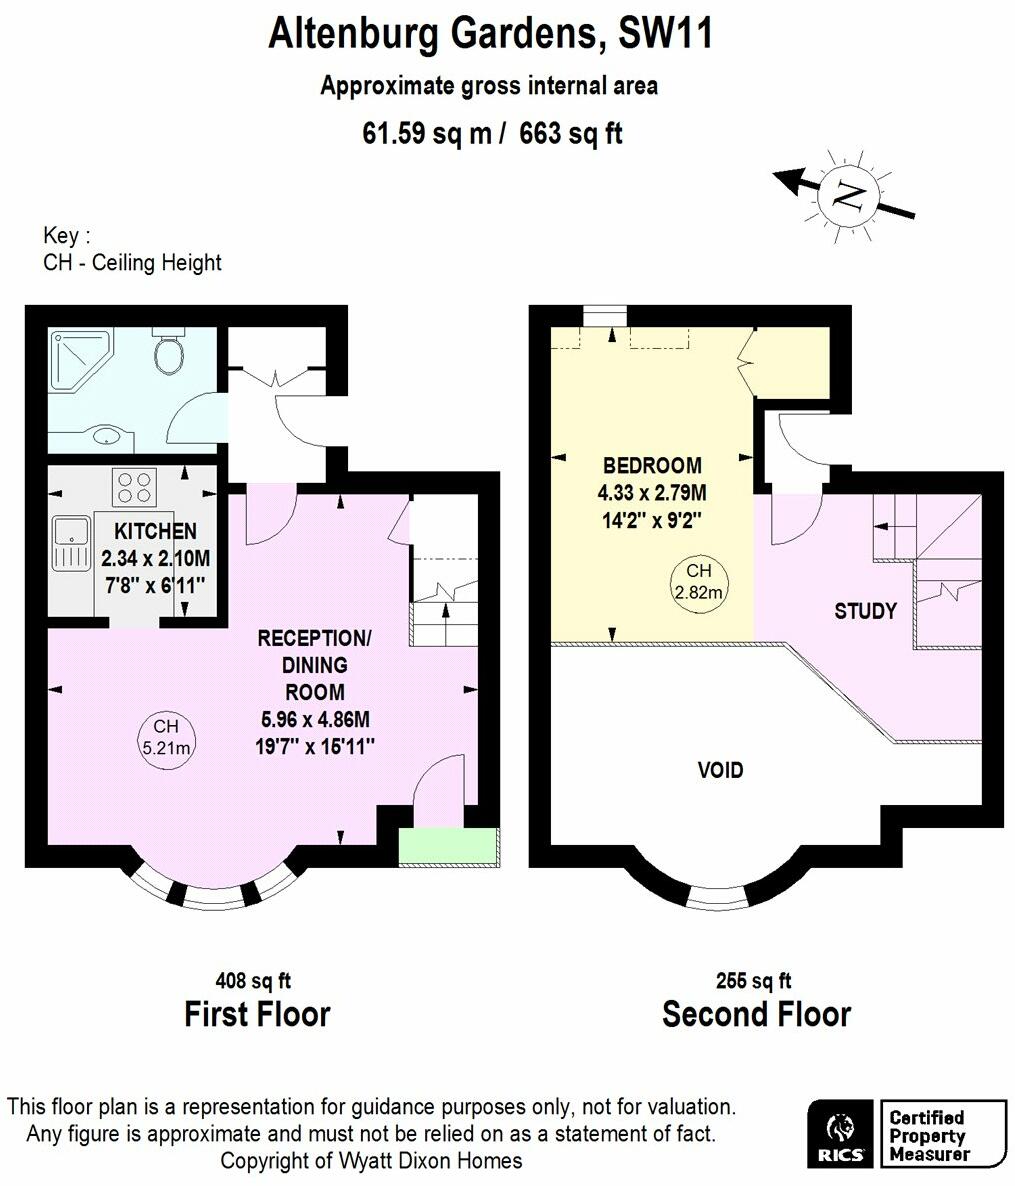 Altenburg Gardens, SW11
Approximate gross internal area
61.59 sq m / 663 sq ft
N
Key :
CH - Ceiling Height
KITCHEN
2.34 x 2.10M
7'8" x 6'11"
RECEPTION/
DINING
ROOM
5.96 x 4.86M
19'7" x 15'11"
CH
5.21m
BEDROOM
4.33 x 2.79M
14'2" x 9'2"
CH
2.82m
STUDY
VOID
408 sq ft
First Floor
255 sq ft
Second Floor
This floor plan is a representation for guidance purposes only, not for valuation.
Any figure is approximate and must not be relied on as a statement of fact.
Copyright of Wyatt Dixon Homes
RICS
Certified
Property
Measurer